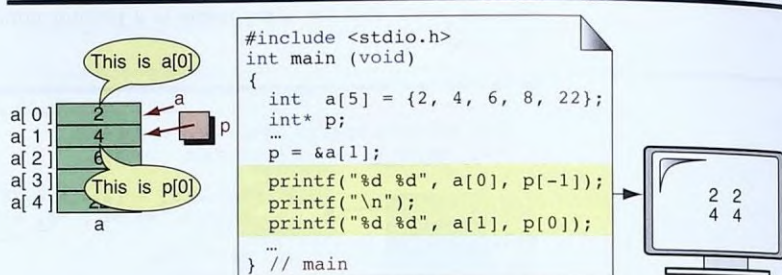 This is a[0]
a[0] 2
a[1] 4
a[2] 6
a[3]
a[4]
This is p[0]
a
a
p
#include <stdio.h>
int main (void)
{
int a[5] = {2, 4, 6, 8, 22};
int* p;
…
p = &a[1];
printf("%d %d", a[0], p[-1]);
printf("\n");
printf("%d %d", a[1], p[0]);
…
} // main
2 2
4 4